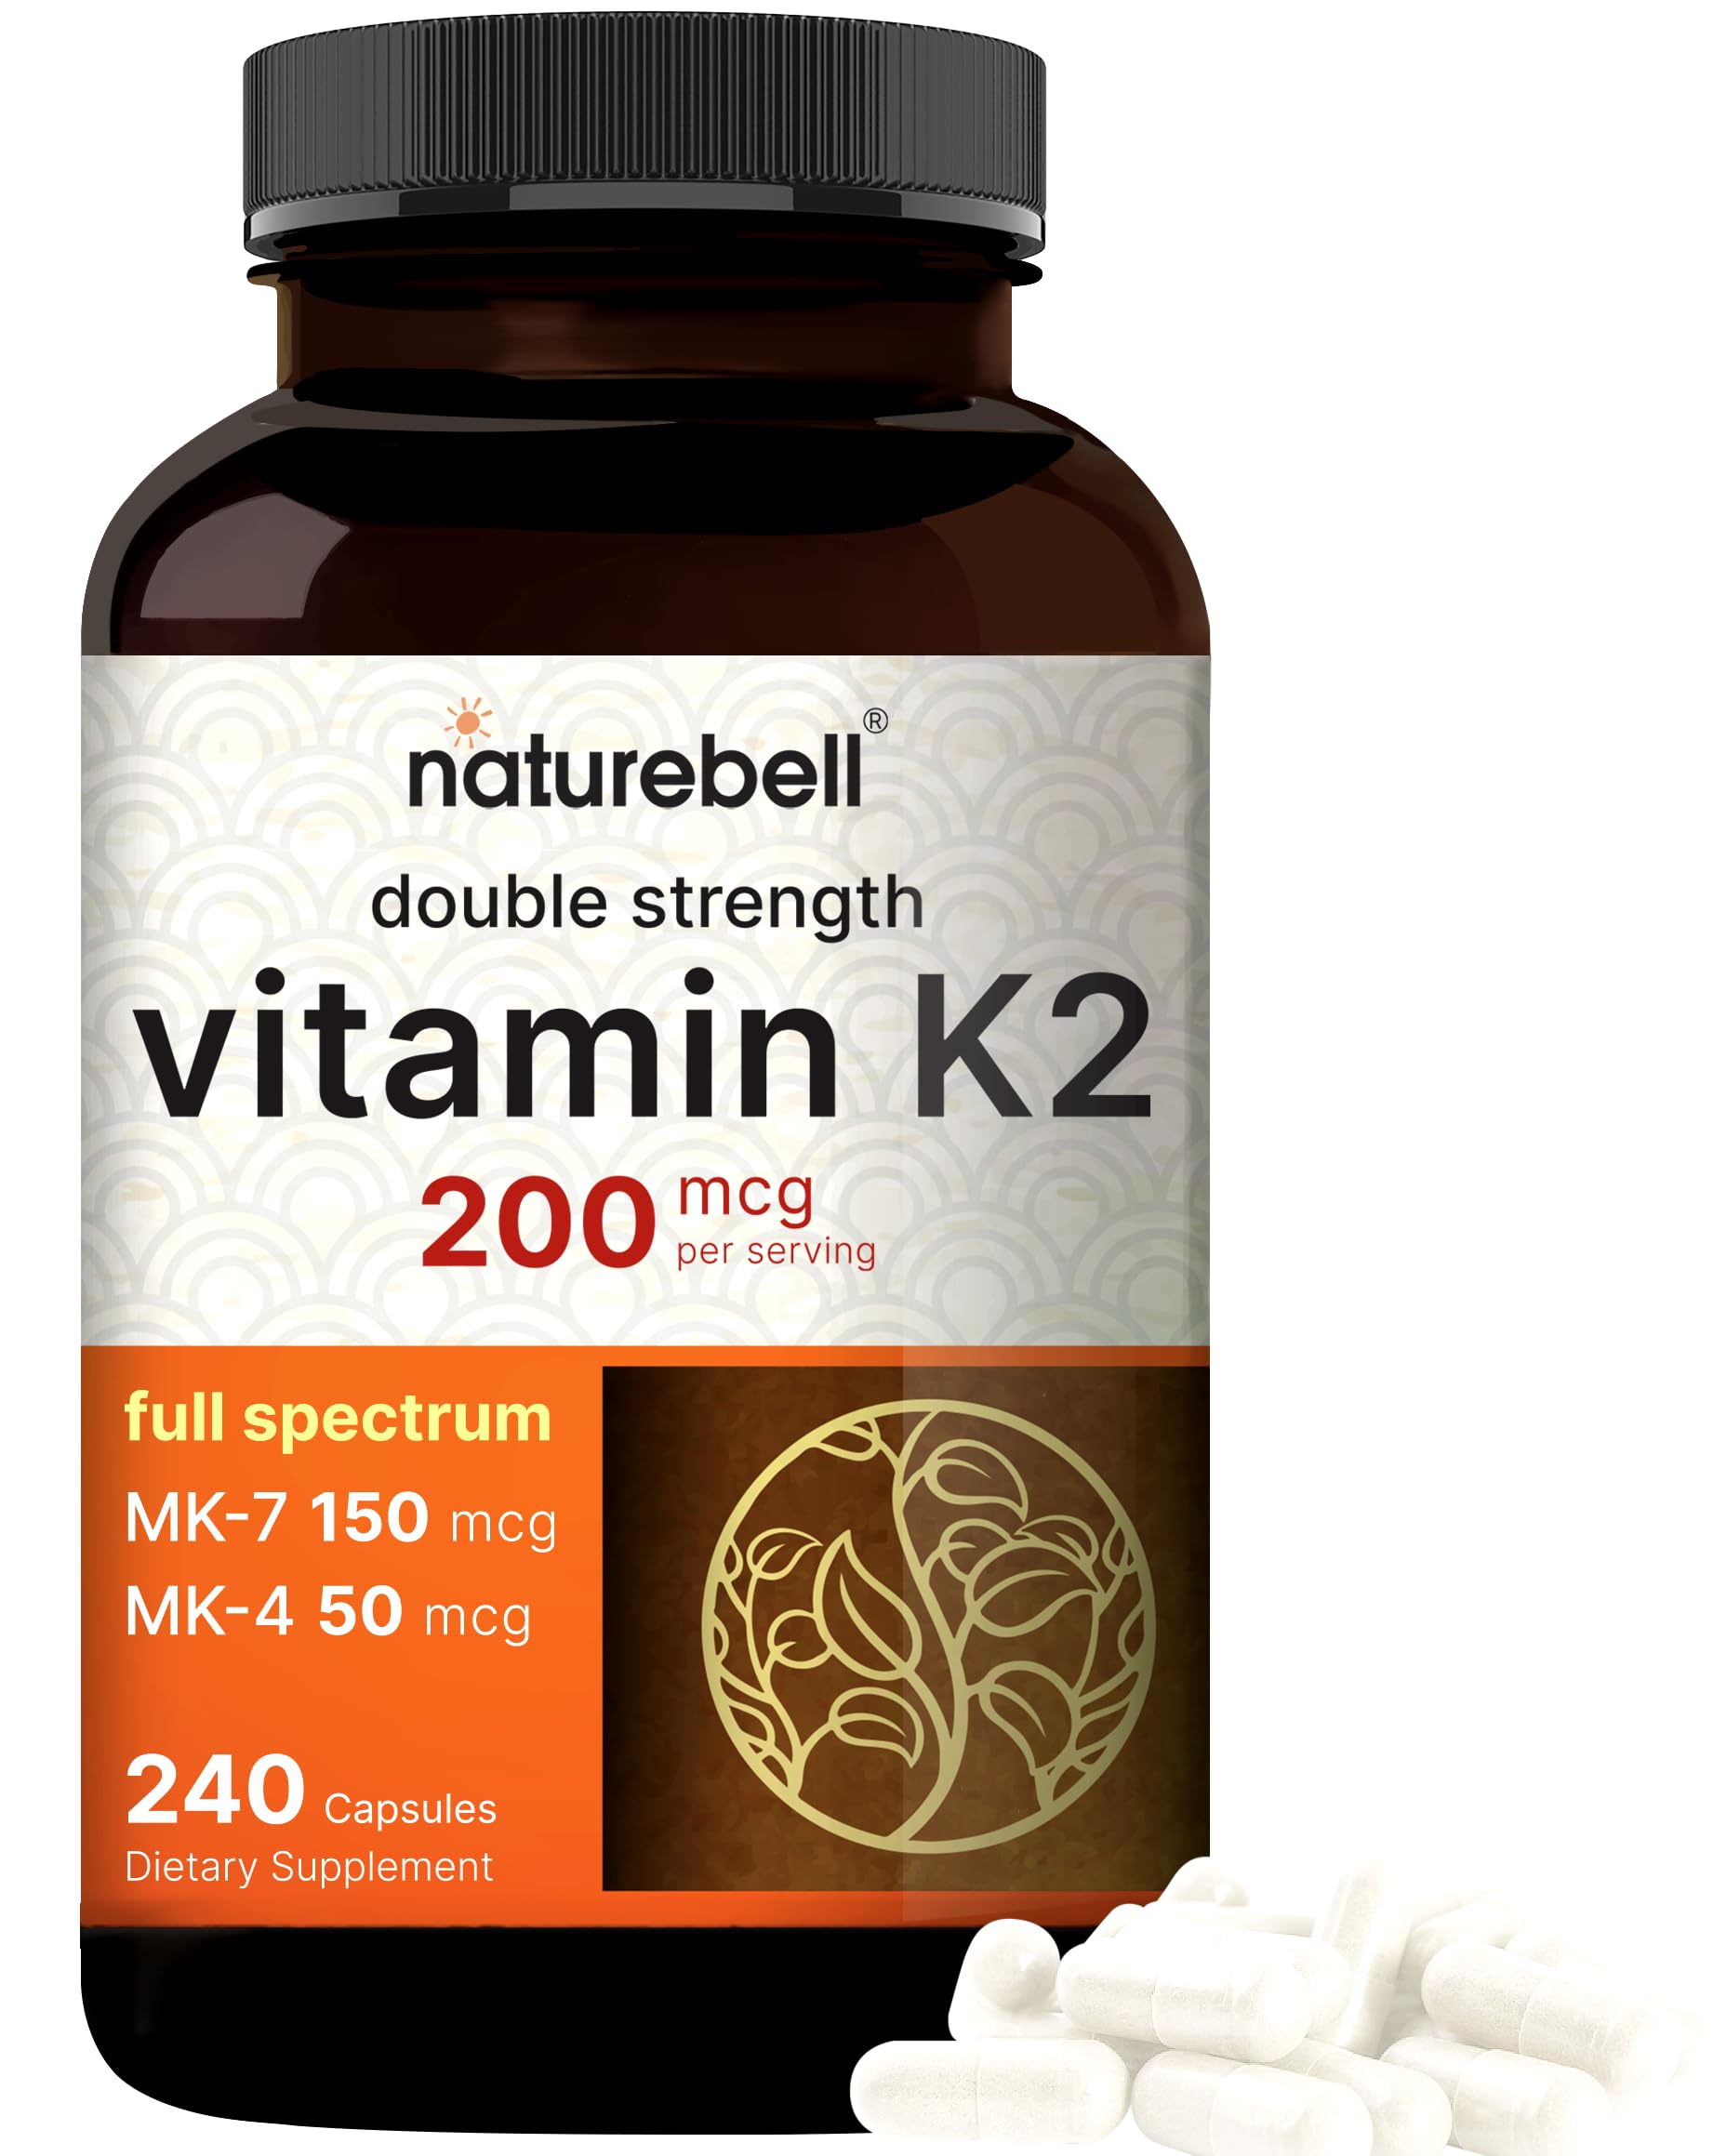 naturebell®
double strength
vitamin K2
200 mcg
per serving
full spectrum
MK-7 150 mcg
MK-4 50 mcg
240 Capsules
Dietary Supplement